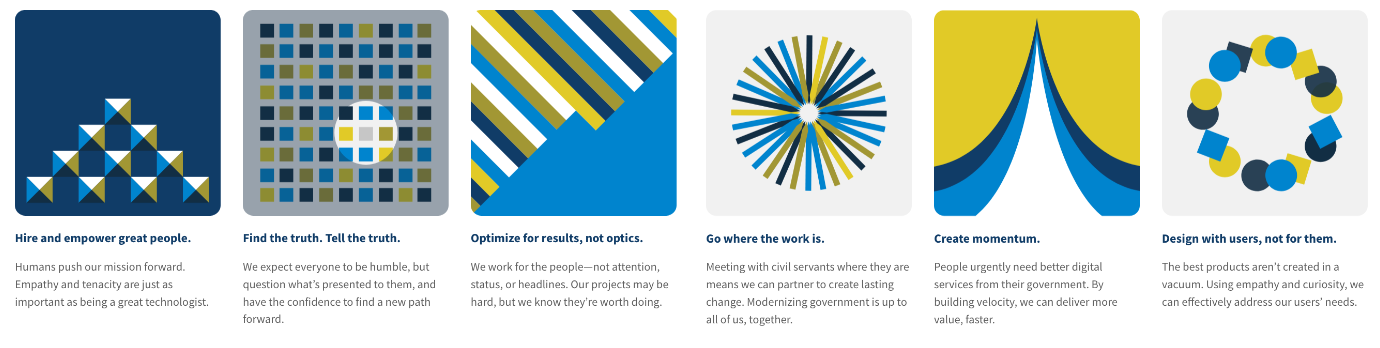 Hire and empower great people.
Humans push our mission forward.
Empathy and tenacity are just as
important as being a great technologist.
Find the truth. Tell the truth.
We expect everyone to be humble, but
question what's presented to them, and
have the confidence to find a new path
forward.
Optimize for results, not optics.
We work for the people—not attention,
status, or headlines. Our projects may be
hard, but we know they're worth doing.
Go where the work is.
Meeting with civil servants where they are
means we can partner to create lasting
change. Modernizing government is up to
all of us, together.
Create momentum.
People urgently need better digital
services from their government. By
building velocity, we can deliver more
value, faster.
Design with users, not for them.
The best products aren't created in a
vacuum. Using empathy and curiosity, we
can effectively address our users' needs.